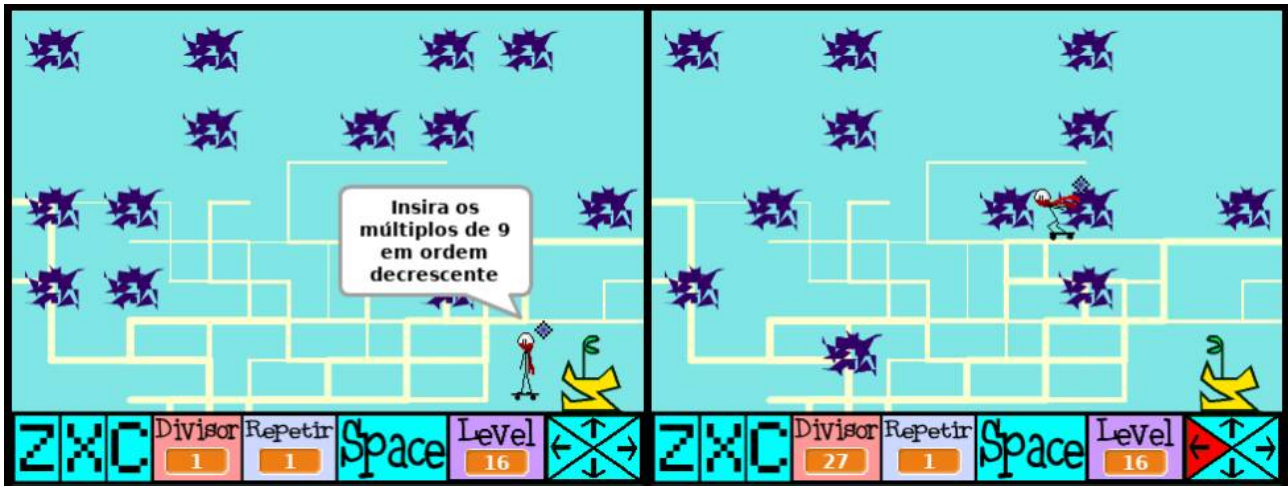 Insira os
múltiplos de 9
em ordem
decrescente
Z X C Divisor 1 Repetir 1 Space Level 16
Z X C Divisor 27 Repetir 1 Space Level 16